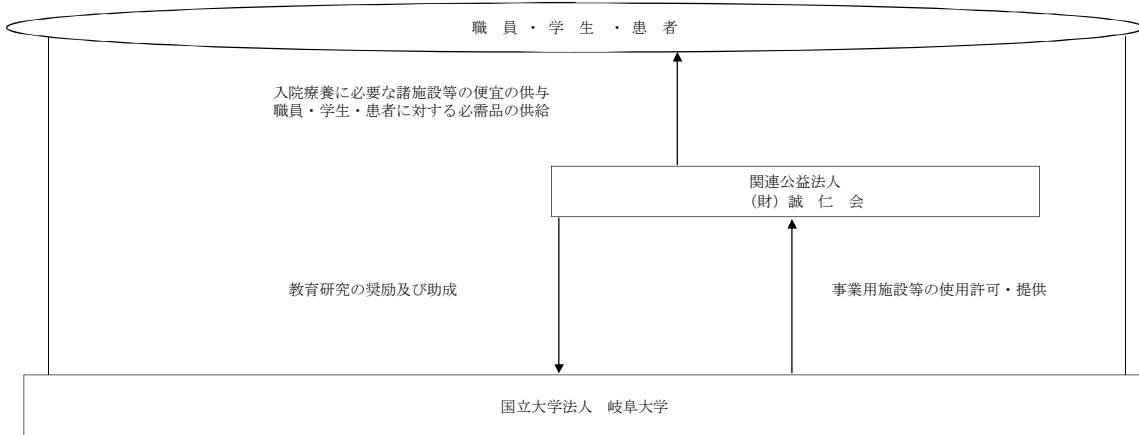 職 員 ・ 学 生 ・ 患 者
入院療養に必要な諸施設等の便宜の供与
職員・学生・患者に対する必需品の供給
関連公益法人
(財) 誠 仁 会
教育研究の奨励及び助成
事業用施設等の使用許可・提供
国立大学法人 岐阜大学